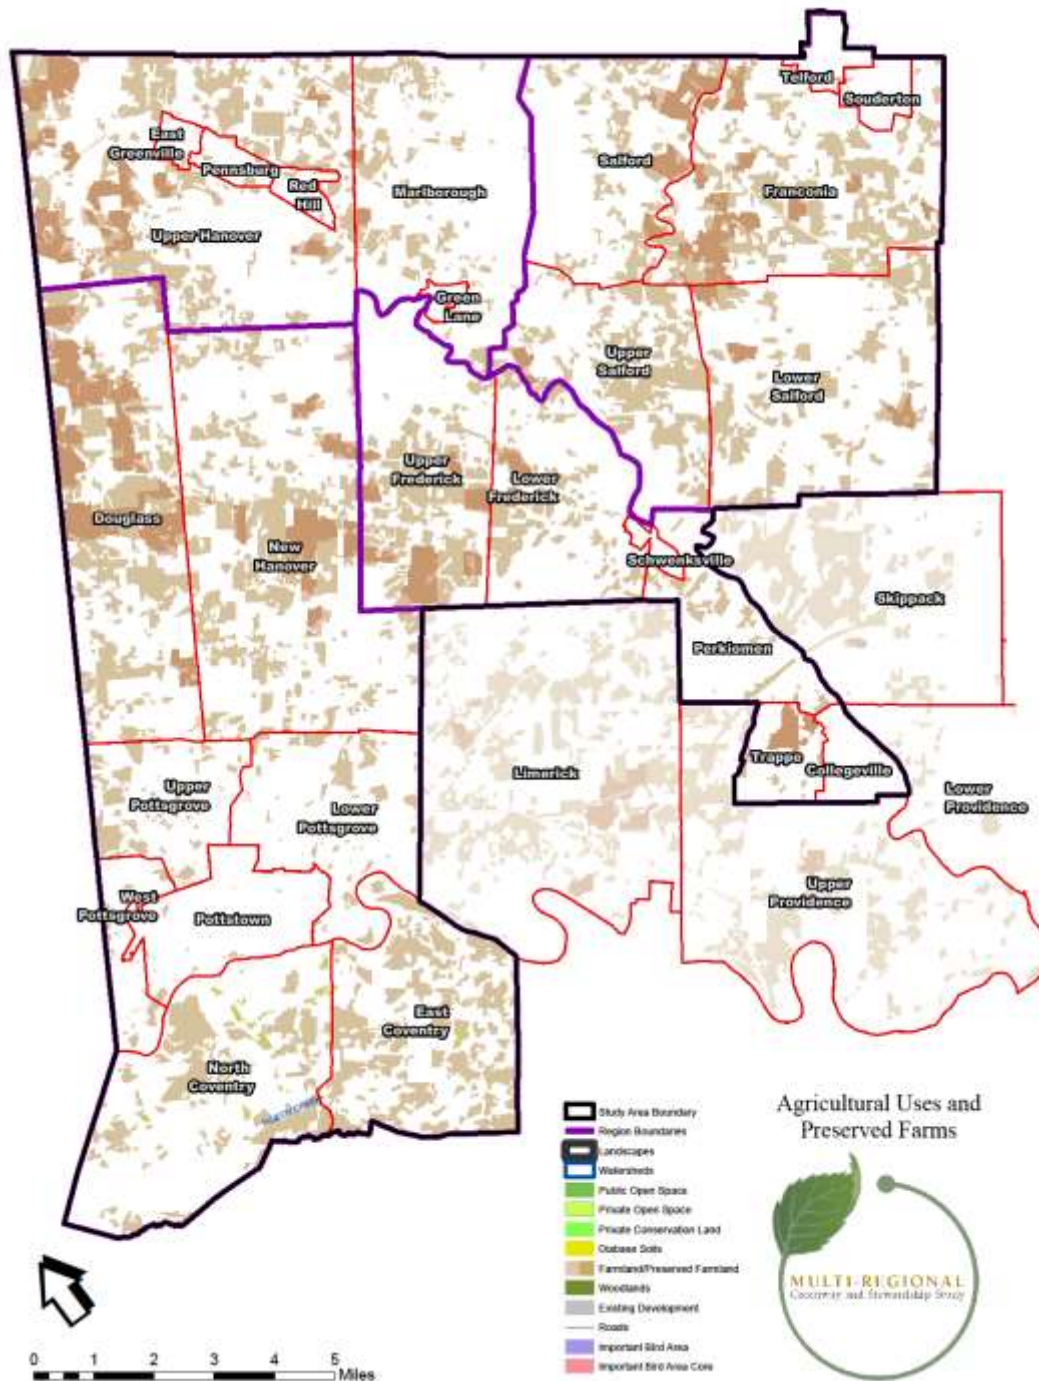 Telford
Souderton
East
Greenville
Pennsburg
Red
Hill
Upper Hanover
Marlborough
Salford
Franconia
Green
Lane
Upper
Salford
Lower
Salford
Upper
Frederick
Lower
Frederick
Douglass
New
Hanover
Schwenksville
Skippack
Perkiomen
Limerick
Trappe
Collegeville
Lower
Providence
Upper
Pottsgrove
Lower
Pottsgrove
Upper
Providence
West
Pottsgrove
Pottstown
East
Coventry
North
Coventry
Study Area Boundary
Region Boundaries
Landscapes
Watersheds
Public Open Space
Private Open Space
Private Conservation Land
Diabase Soils
Farmland/Preserved Farmland
Woodlands
Existing Development
Roads
Important Bird Area
Important Bird Area Core
Agricultural Uses and
Preserved Farms
MULTI-REGIONAL
Greenway and Stewardship Study
0 1 2 3 4 5
Miles